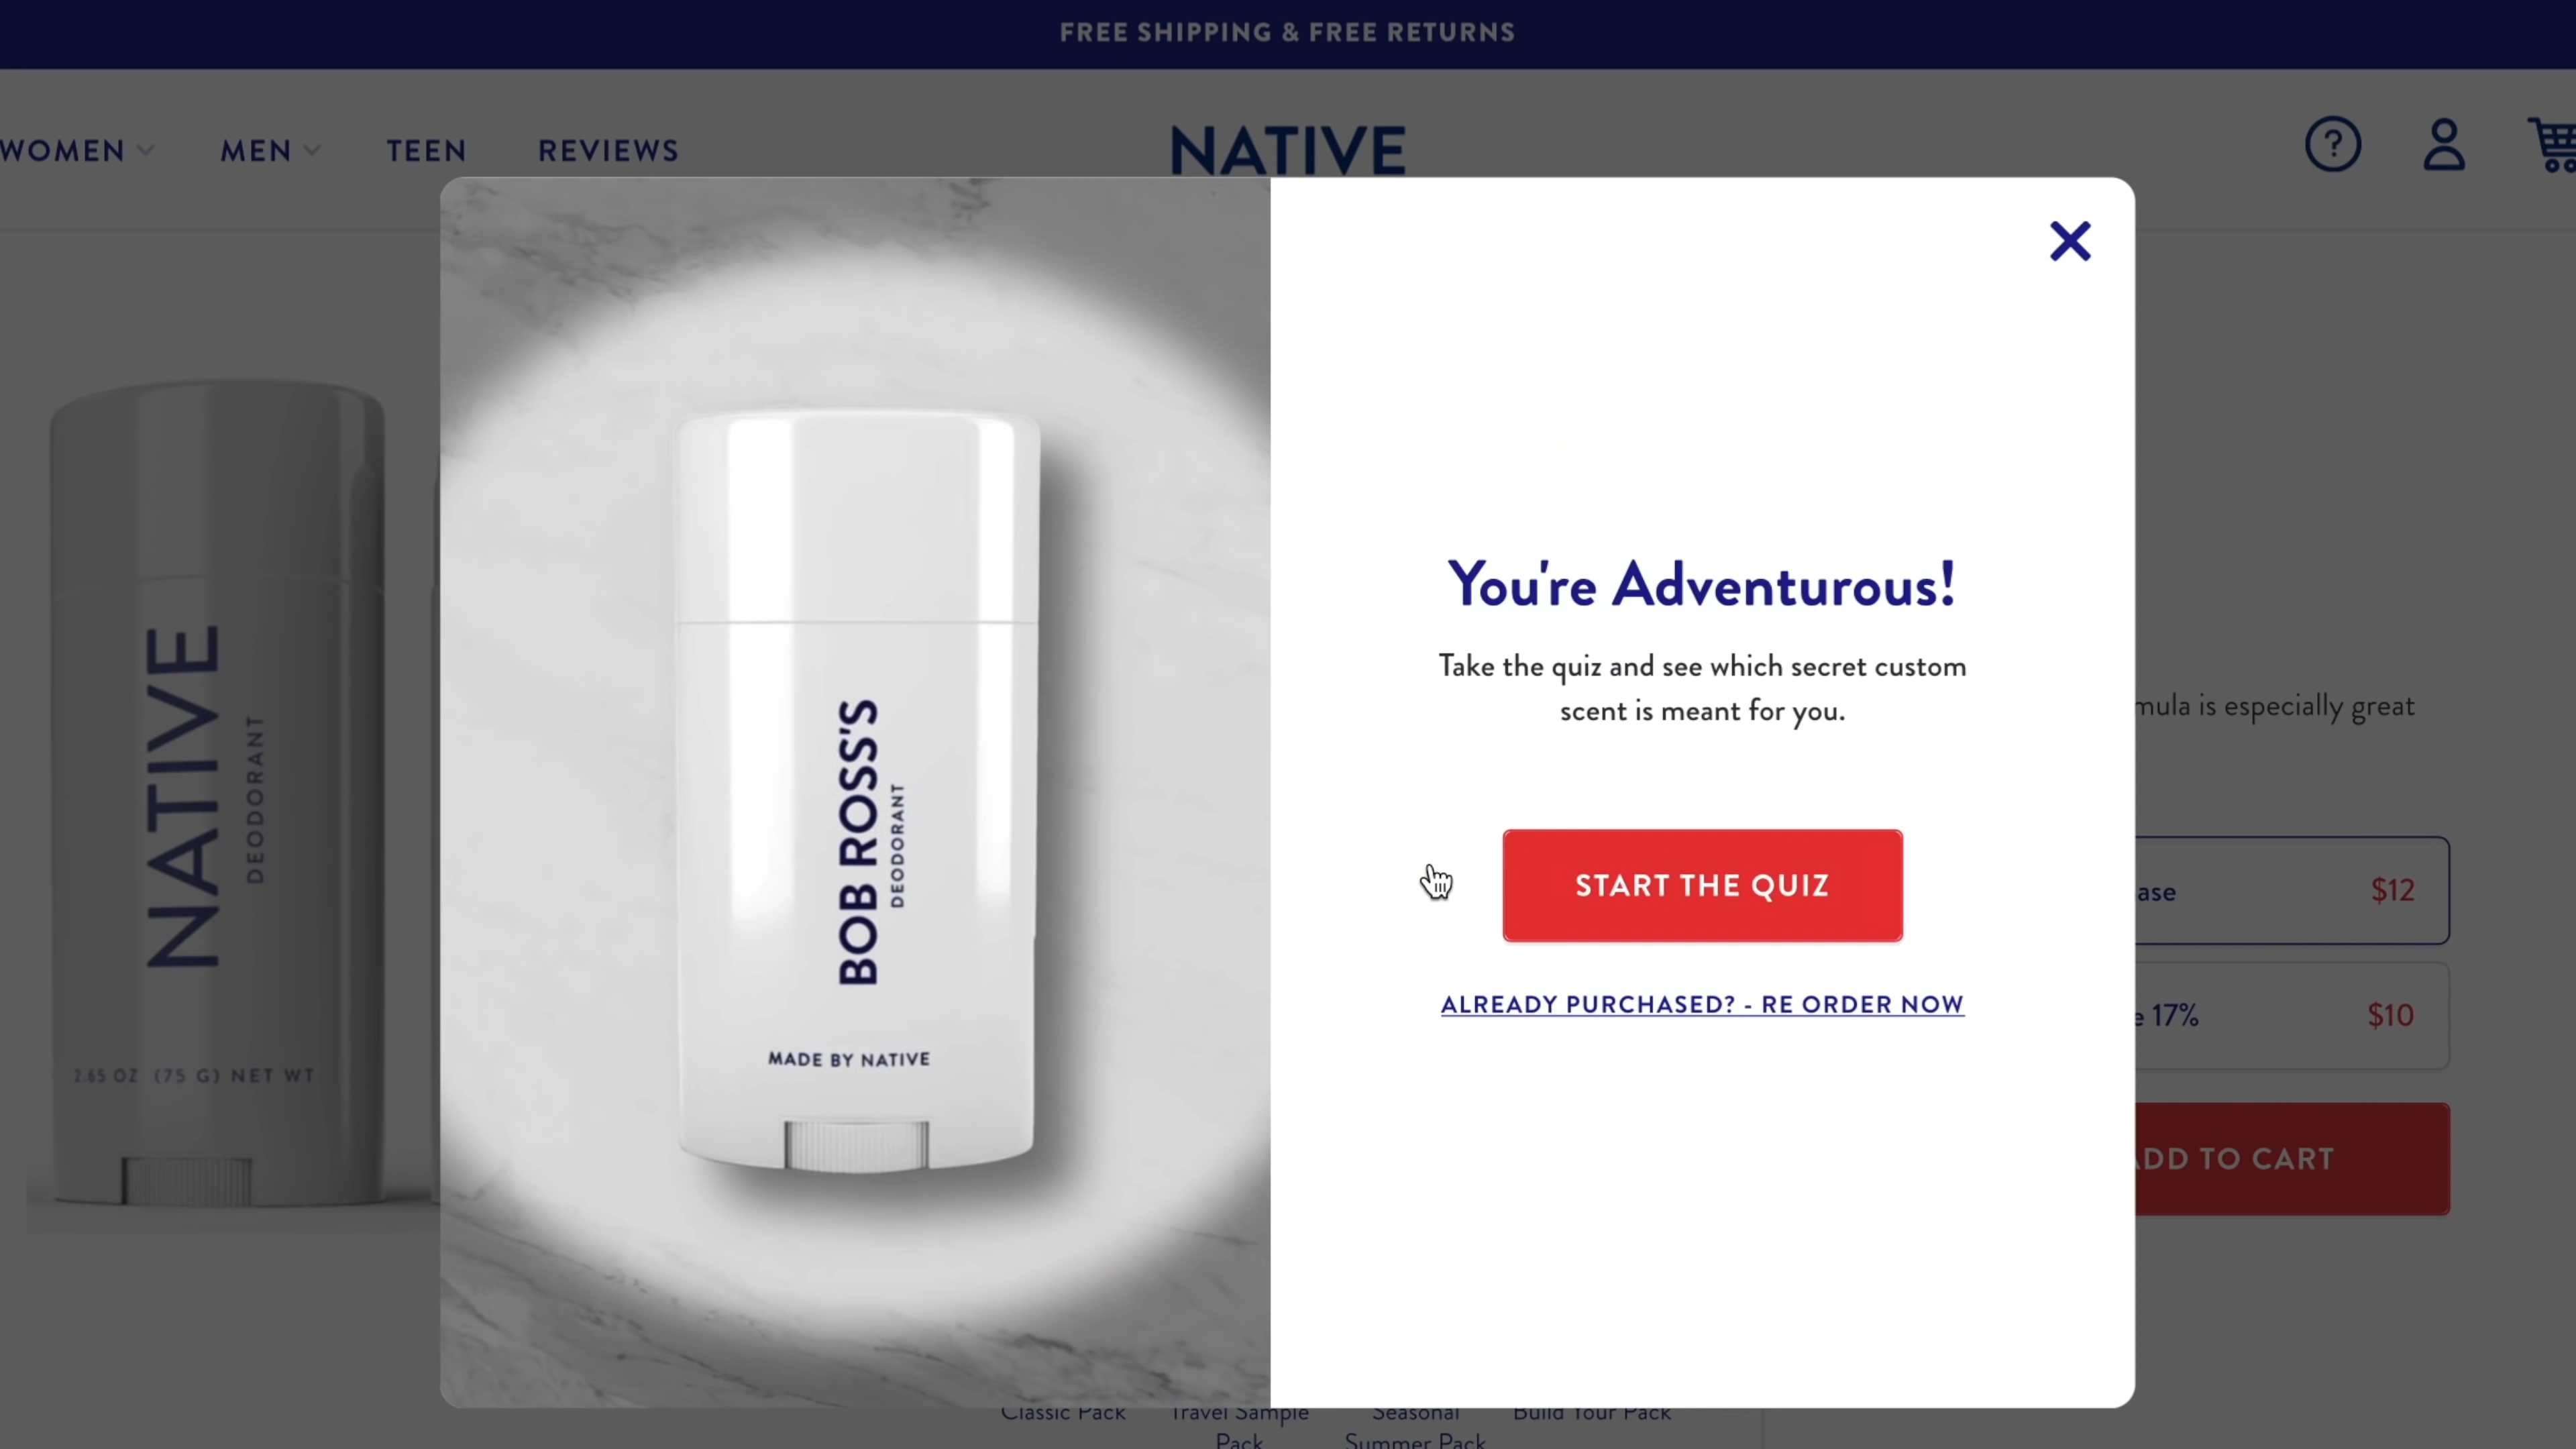 FREE SHIPPING & FREE RETURNS
WOMEN
MEN
TEEN
REVIEWS
NATIVE
?
NATIVE
DEODORANT
2.65 OZ (75 G) NET WT
BOB ROSS'S
DEODORANT
MADE BY NATIVE
You're Adventurous!
Take the quiz and see which secret custom
scent is meant for you.
START THE QUIZ
ALREADY PURCHASED? - RE ORDER NOW
mula is especially great
ase
$12
e 17%
$10
ADD TO CART
Classic Pack
Travel Sample
Pack
Seasonal
Summer Pack
Build Your Pack